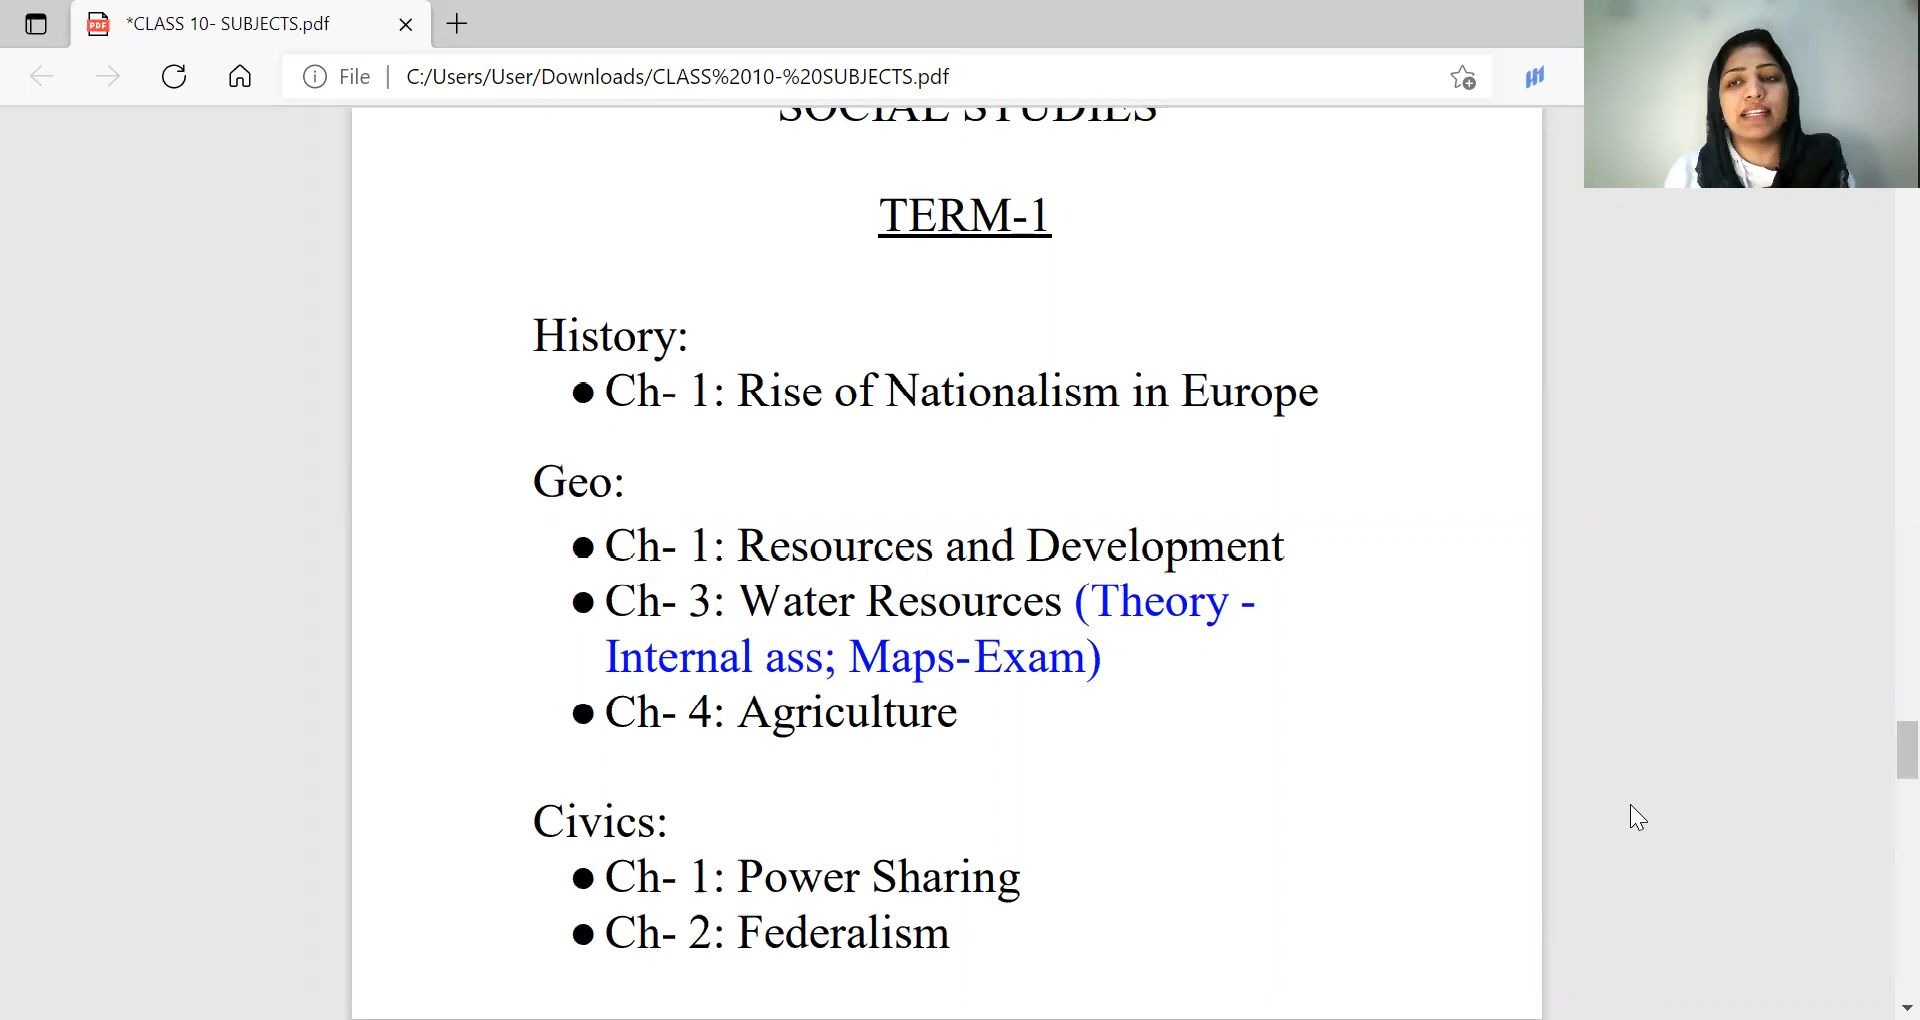 *CLASS 10- SUBJECTS.pdf
File | C:/Users/User/Downloads/CLASS%2010-%20SUBJECTS.pdf
SOCIAL STUDIES
TERM-1
History:
● Ch- 1: Rise of Nationalism in Europe
Geo:
● Ch- 1: Resources and Development
● Ch- 3: Water Resources (Theory -
Internal ass; Maps-Exam)
● Ch- 4: Agriculture
Civics:
● Ch- 1: Power Sharing
● Ch- 2: Federalism